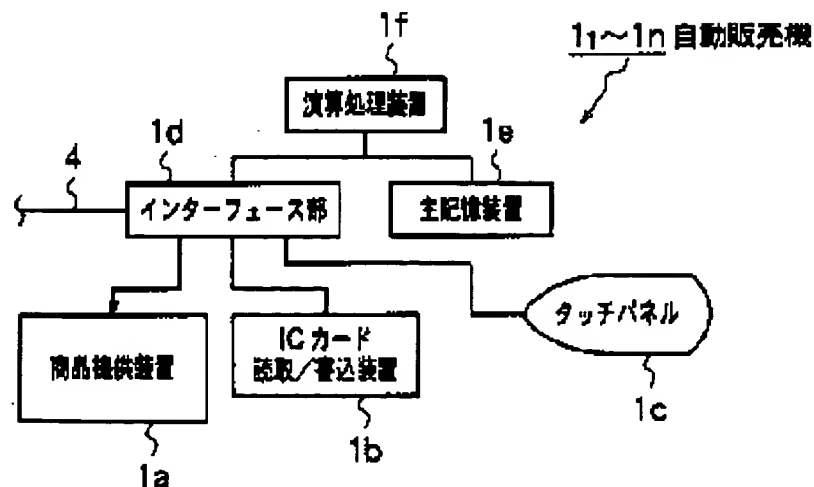 1f
1₁～1n 自動販売機
演算処理装置
1d
1e
4
インターフェース部
主記憶装置
タッチパネル
商品提供装置
ICカード
読取／書込装置
1c
1b
1a